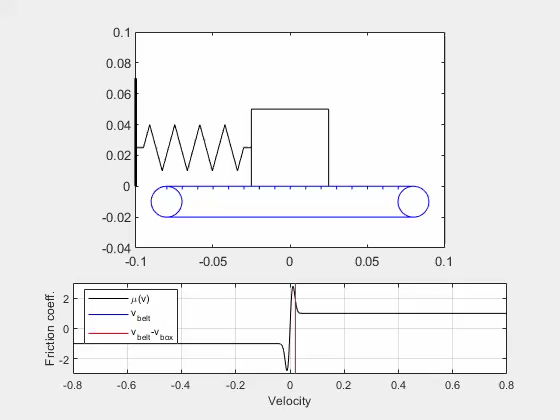 0.1
0.08
0.06
0.04
0.02
0
-0.02
-0.04
-0.1 -0.05 0 0.05 0.1
Friction coeff.
2
0
-2
μ(v)
v_belt
v_belt-v_box
-0.8 -0.6 -0.4 -0.2 0 0.2 0.4 0.6 0.8
Velocity